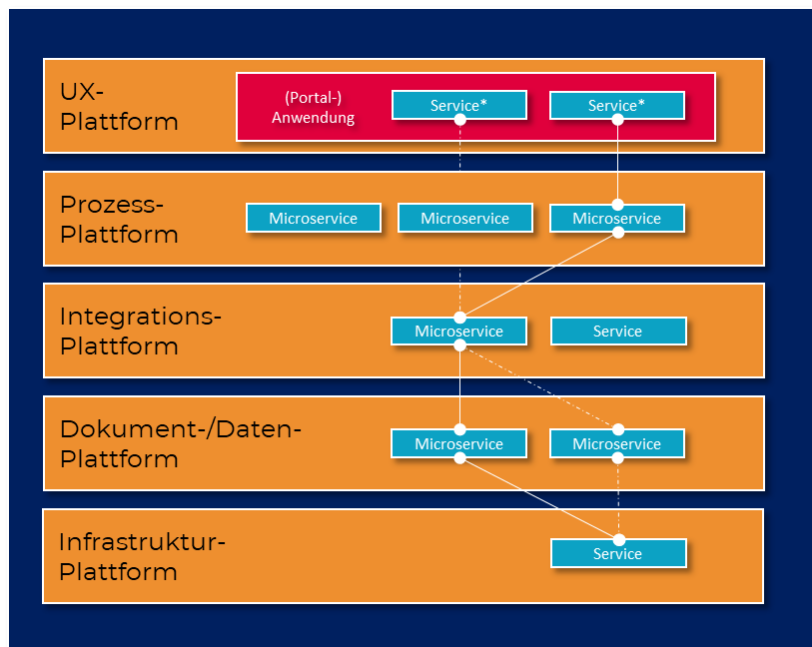 UX-
Plattform
(Portal-)
Anwendung
Service*
Service*
Prozess-
Plattform
Microservice
Microservice
Microservice
Integrations-
Plattform
Microservice
Service
Dokument-/Daten-
Plattform
Microservice
Microservice
Infrastruktur-
Plattform
Service